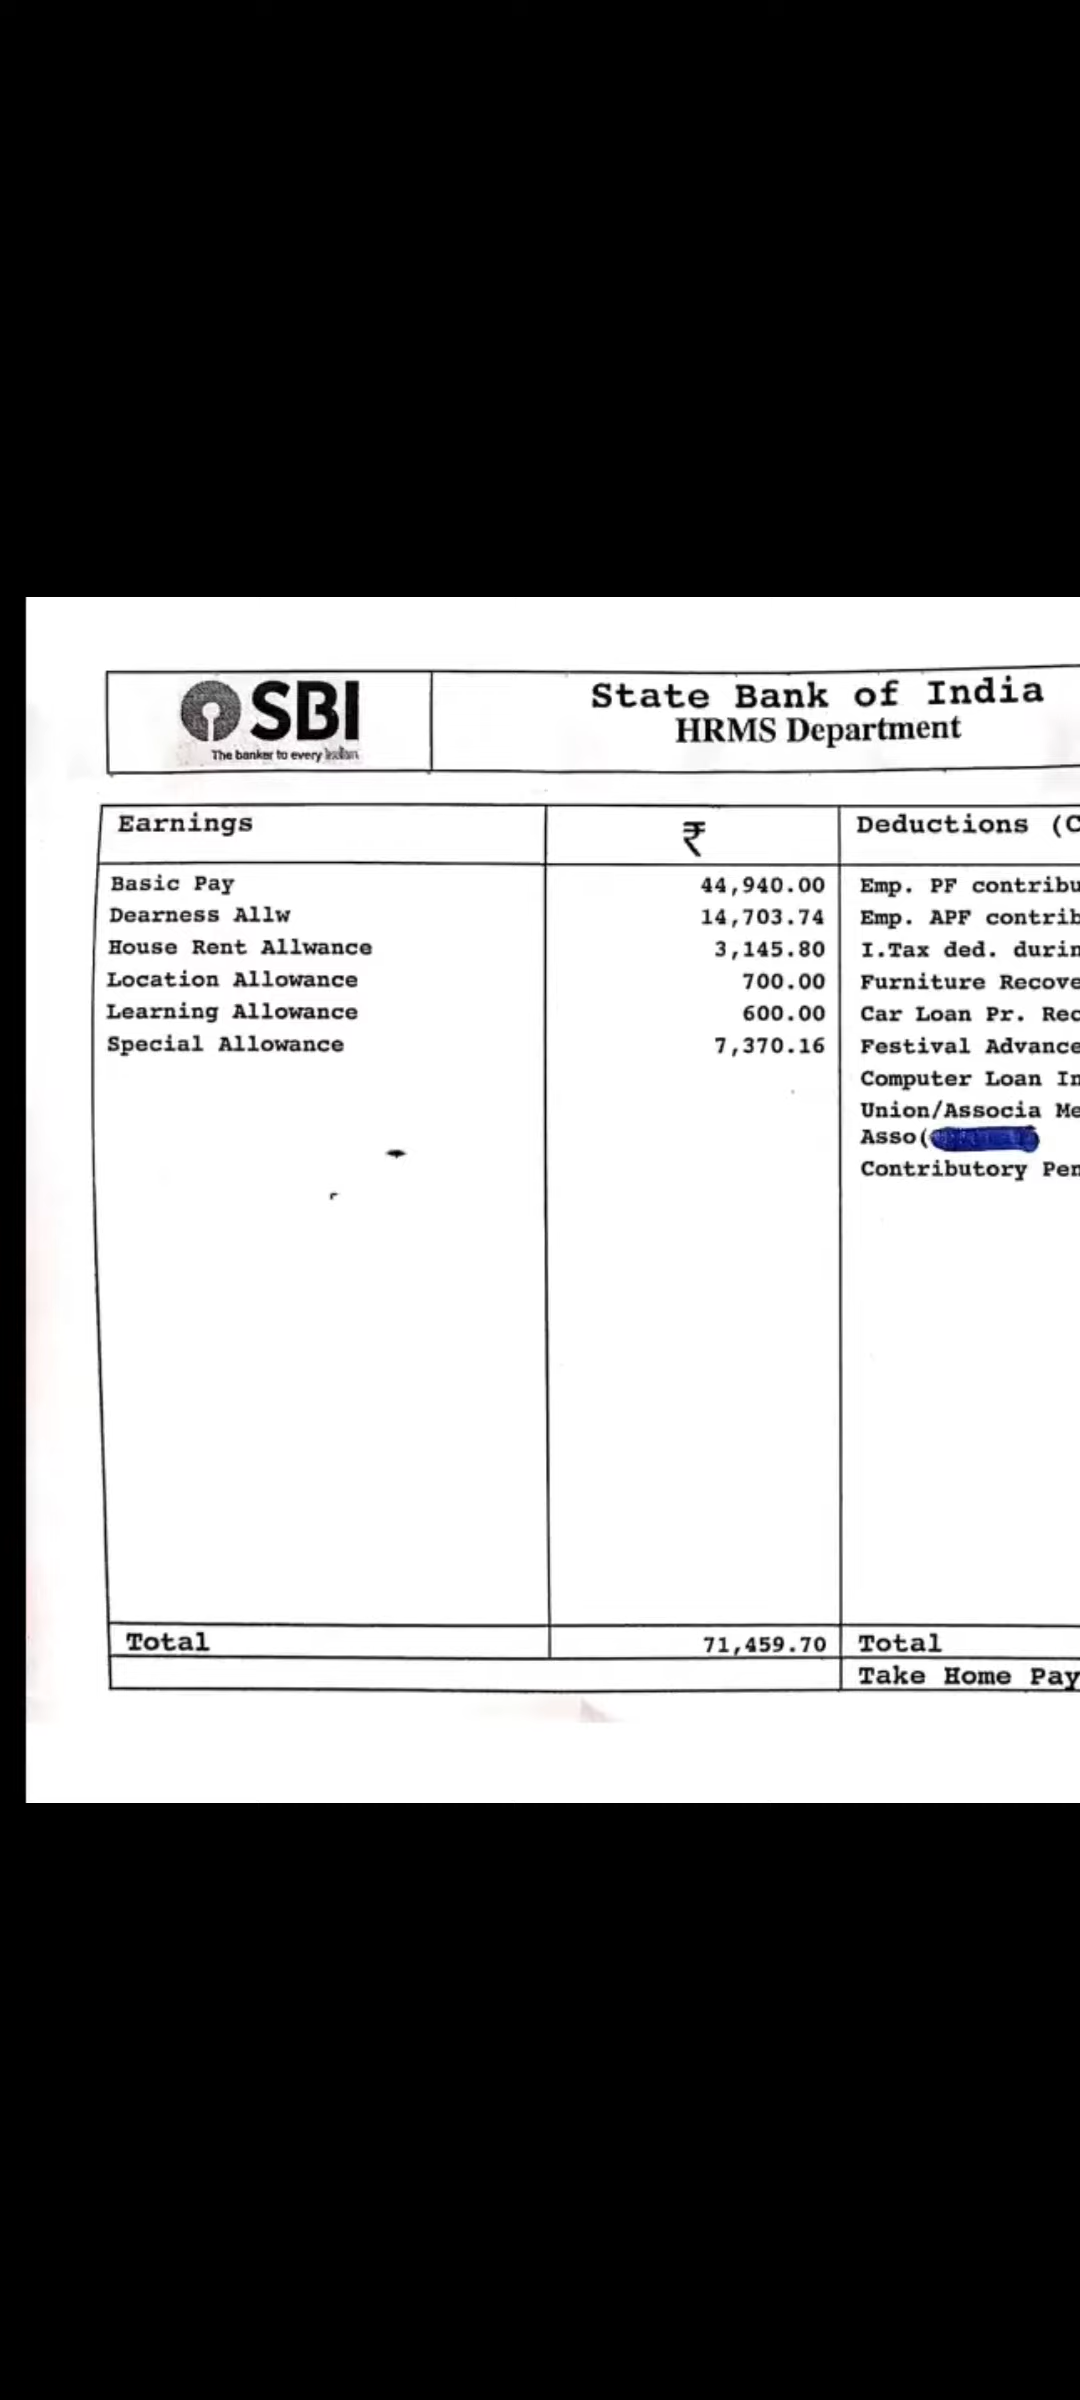 SBI
The banker to every Indian
State Bank of India
HRMS Department
Earnings ₹ Deductions (C
Basic Pay 44,940.00 Emp. PF contribu
Dearness Allw 14,703.74 Emp. APF contrib
House Rent Allwance 3,145.80 I.Tax ded. durin
Location Allowance 700.00 Furniture Recove
Learning Allowance 600.00 Car Loan Pr. Rec
Special Allowance 7,370.16 Festival Advance
Computer Loan In
Union/Associa Me
Asso(
Contributory Pen
Total 71,459.70 Total
Take Home Pay